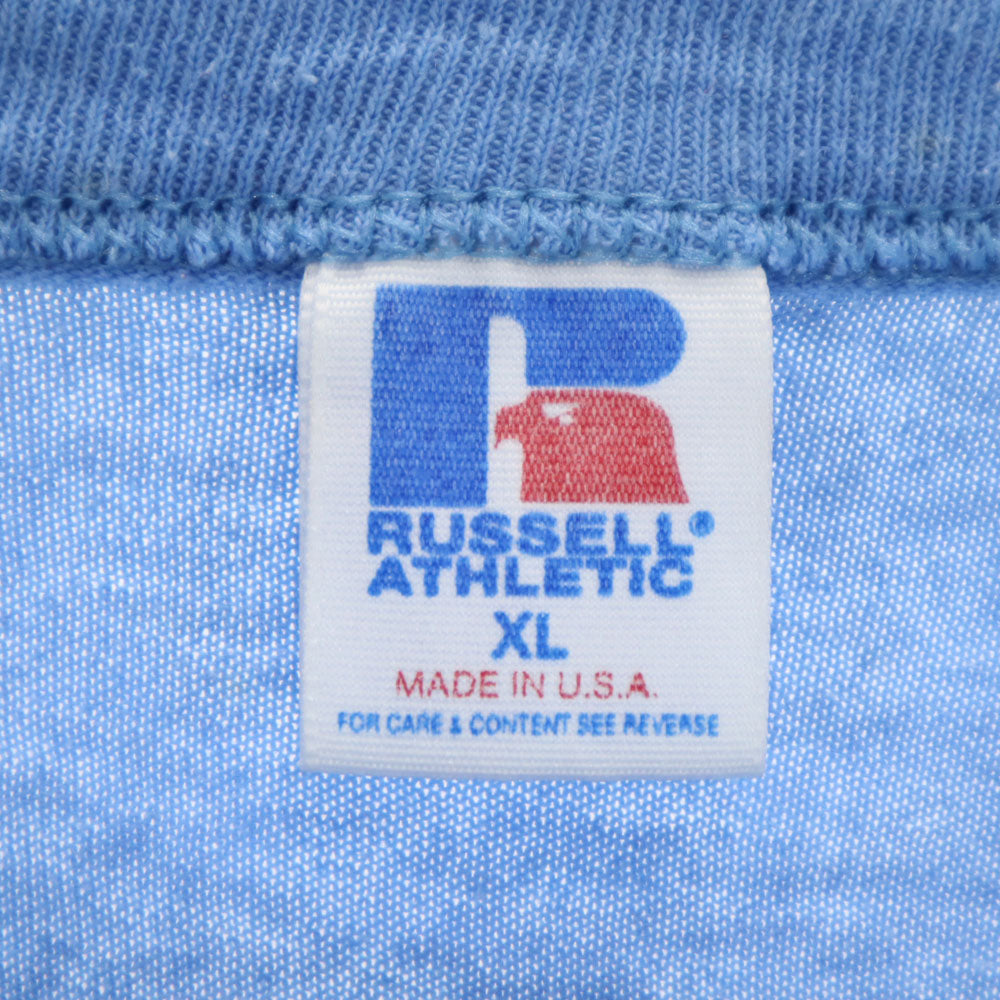 RUSSELL®
ATHLETIC
XL
MADE IN U.S.A.
FOR CARE & CONTENT SEE REVERSE